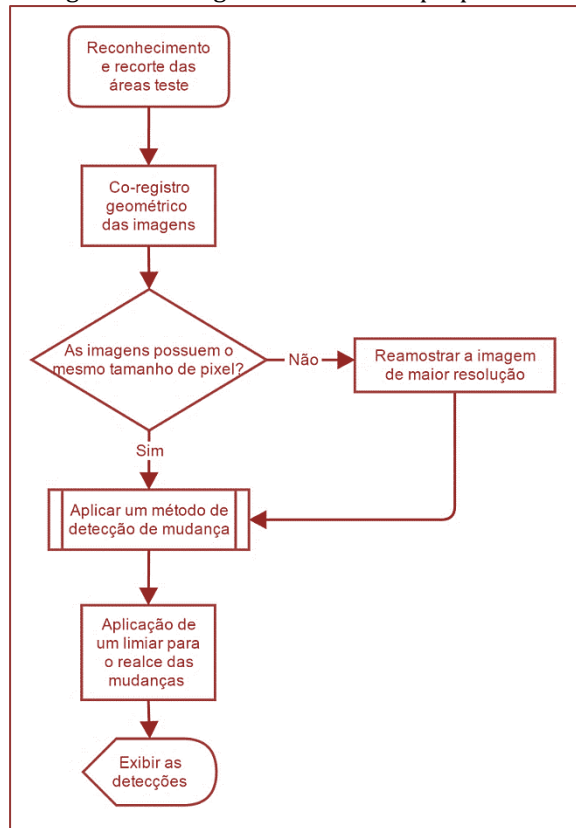 Reconhecimento
e recorte das
áreas teste
Co-registro
geométrico
das imagens
As imagens possuem o
mesmo tamanho de pixel?
Não
Reamostrar a imagem
de maior resolução
Sim
Aplicar um método de
detecção de mudança
Aplicação de
um limiar para
o realce das
mudanças
Exibir as
detecções